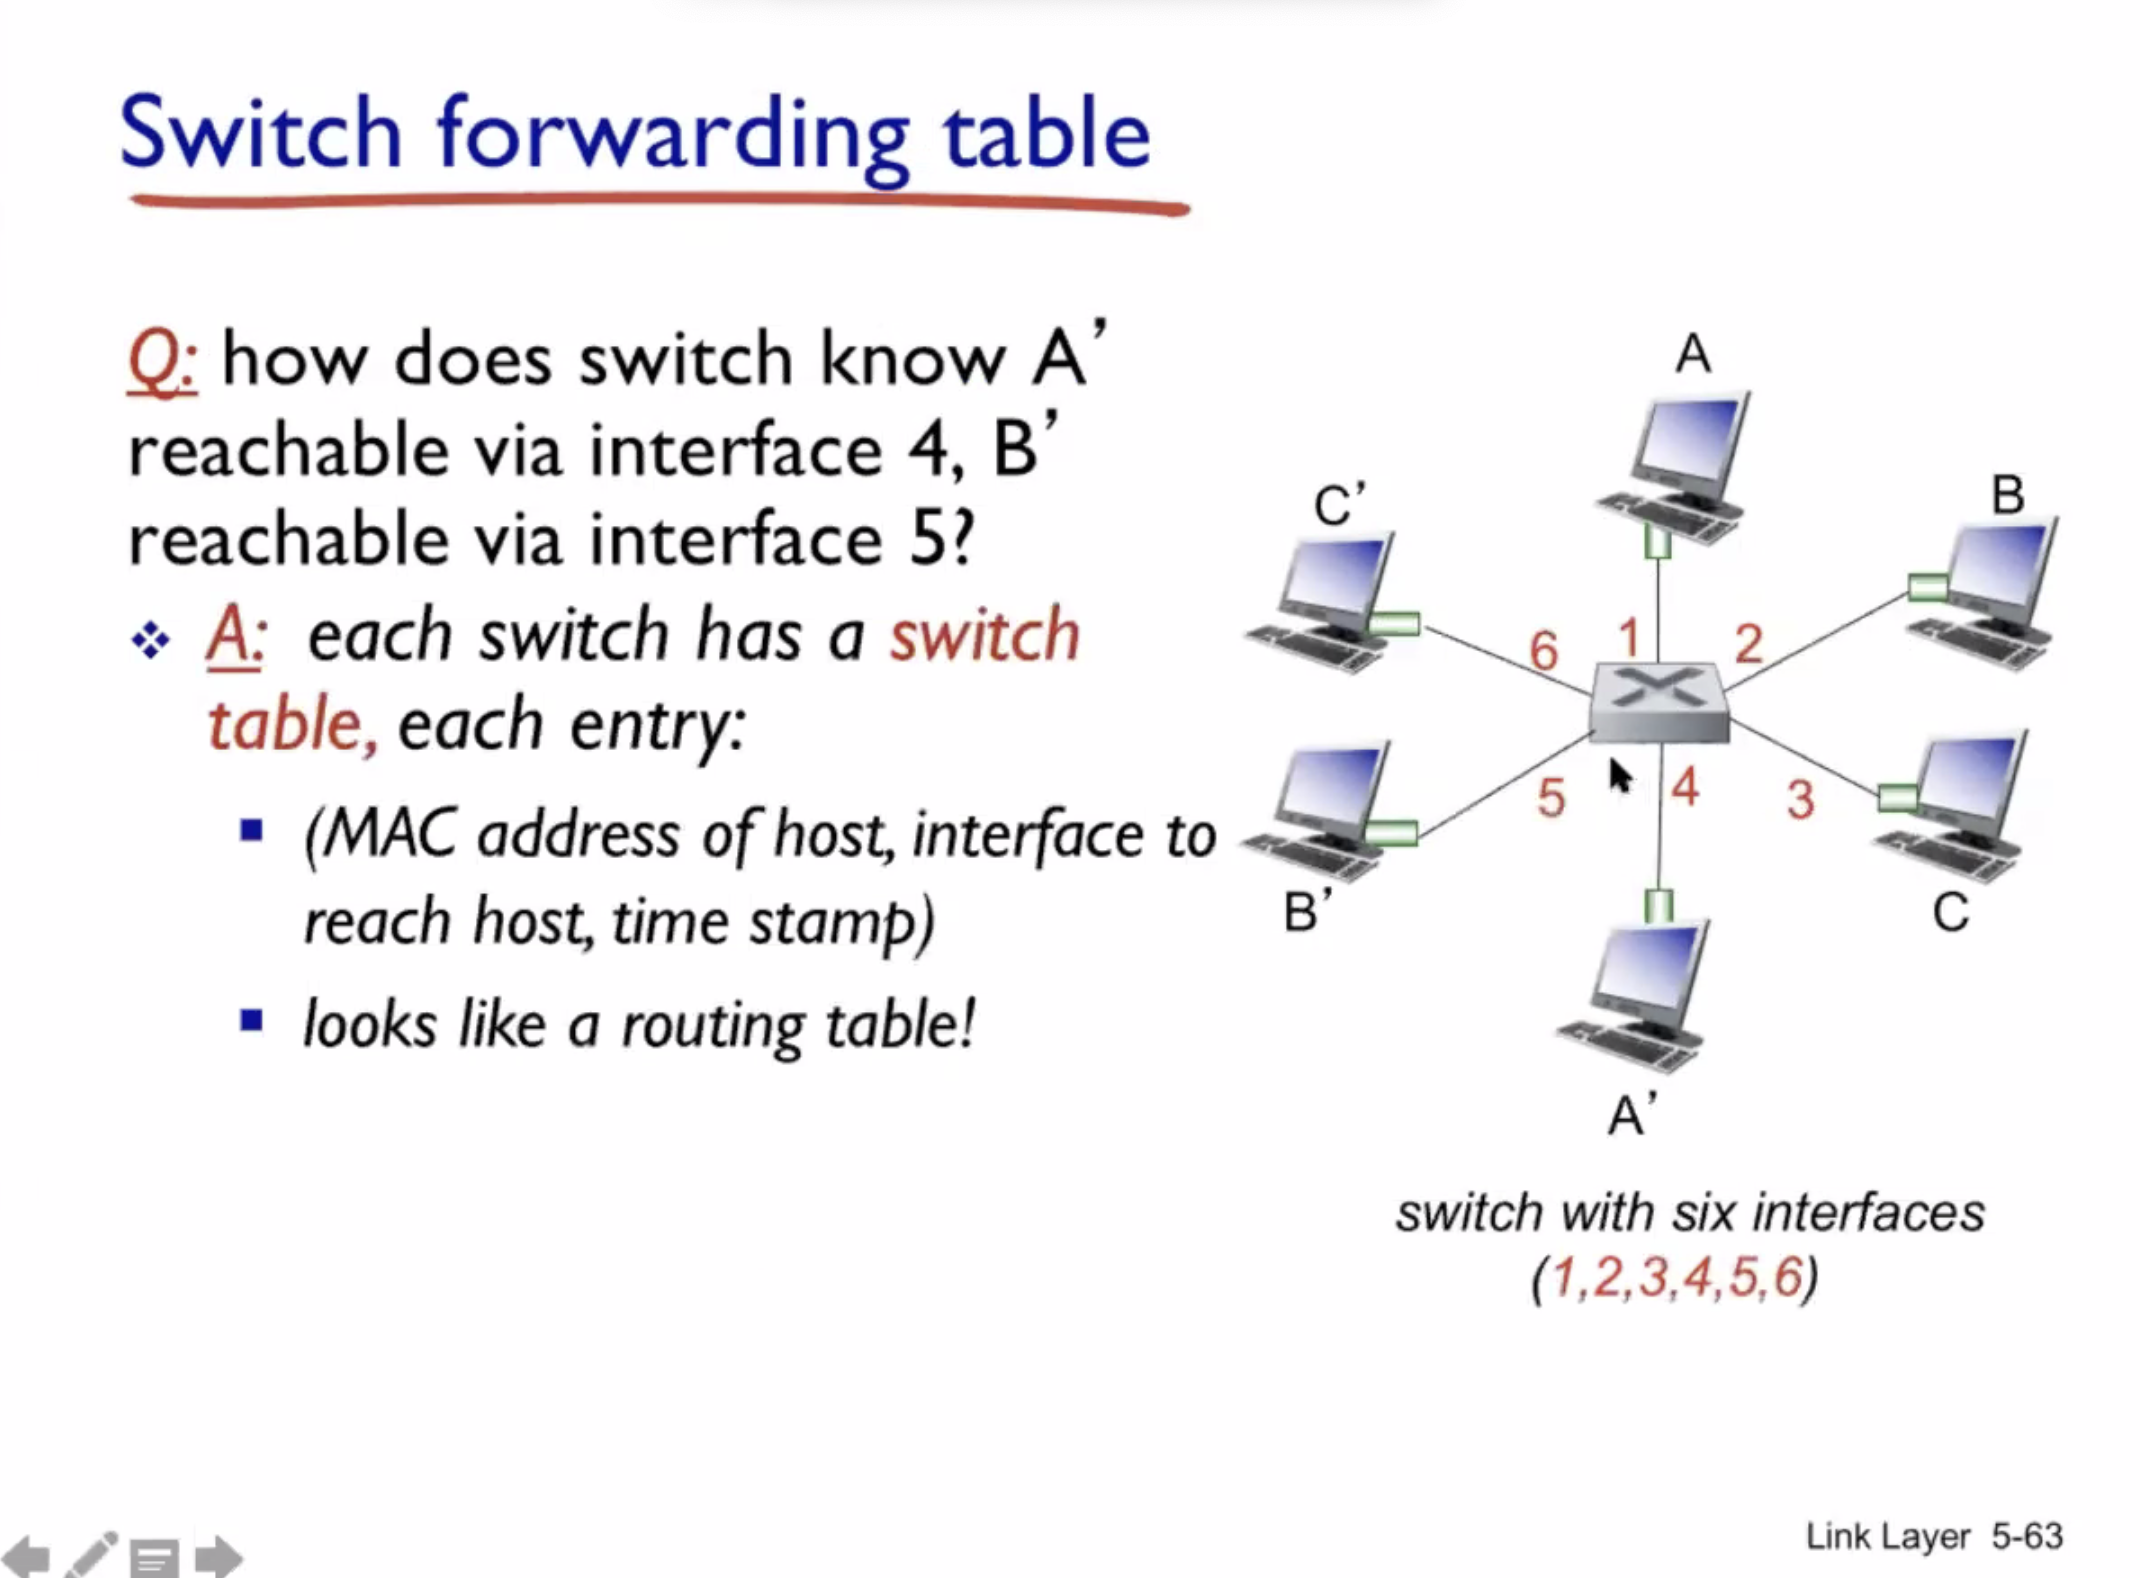 Switch forwarding table
Q: how does switch know A’
reachable via interface 4, B’
reachable via interface 5?
A: each switch has a switch
table, each entry:
(MAC address of host, interface to
reach host, time stamp)
looks like a routing table!
A
B
C’
6
1
2
5
4
3
B’
C
A’
switch with six interfaces
(1,2,3,4,5,6)
Link Layer 5-63